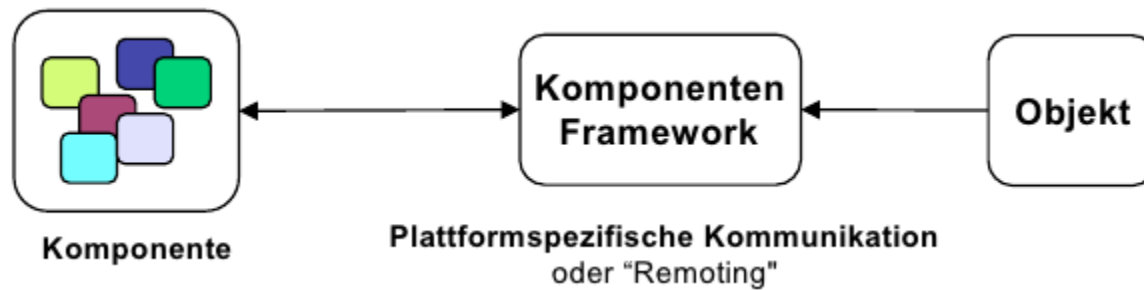 Komponenten
Framework
Objekt
Komponente
Plattformspezifische Kommunikation
oder “Remoting"